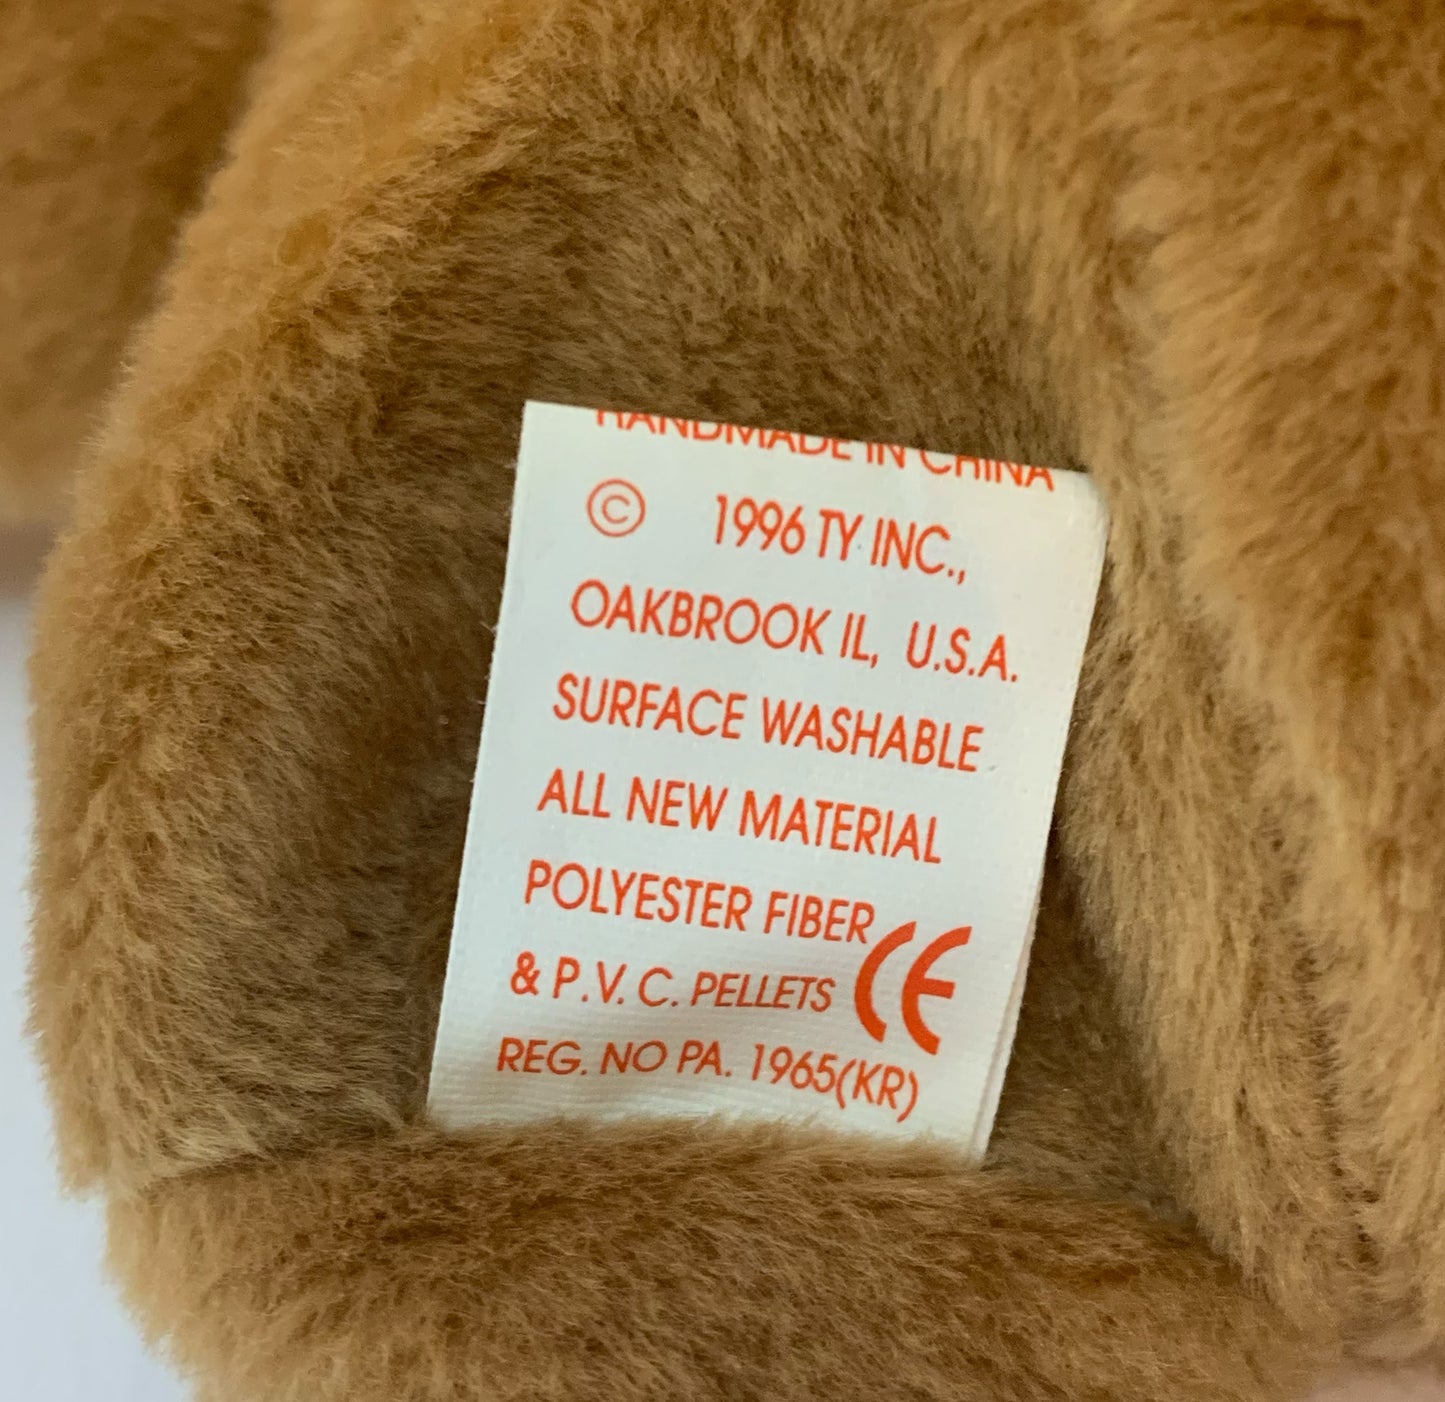 HANDMADE IN CHINA
© 1996 TY INC.,
OAKBROOK IL, U.S.A.
SURFACE WASHABLE
ALL NEW MATERIAL
POLYESTER FIBER
& P.V.C. PELLETS CE
REG. NO PA. 1965(KR)